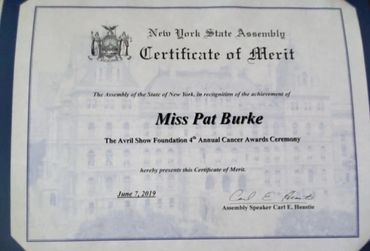 New York State Assembly
Certificate of Merit
The Assembly of the State of New York, in recognition of the achievement of
Miss Pat Burke
The Avril Show Foundation 4th Annual Cancer Awards Ceremony
hereby presents this Certificate of Merit.
June 7, 2019
Carl E. Heastie
Assembly Speaker Carl E. Heastie